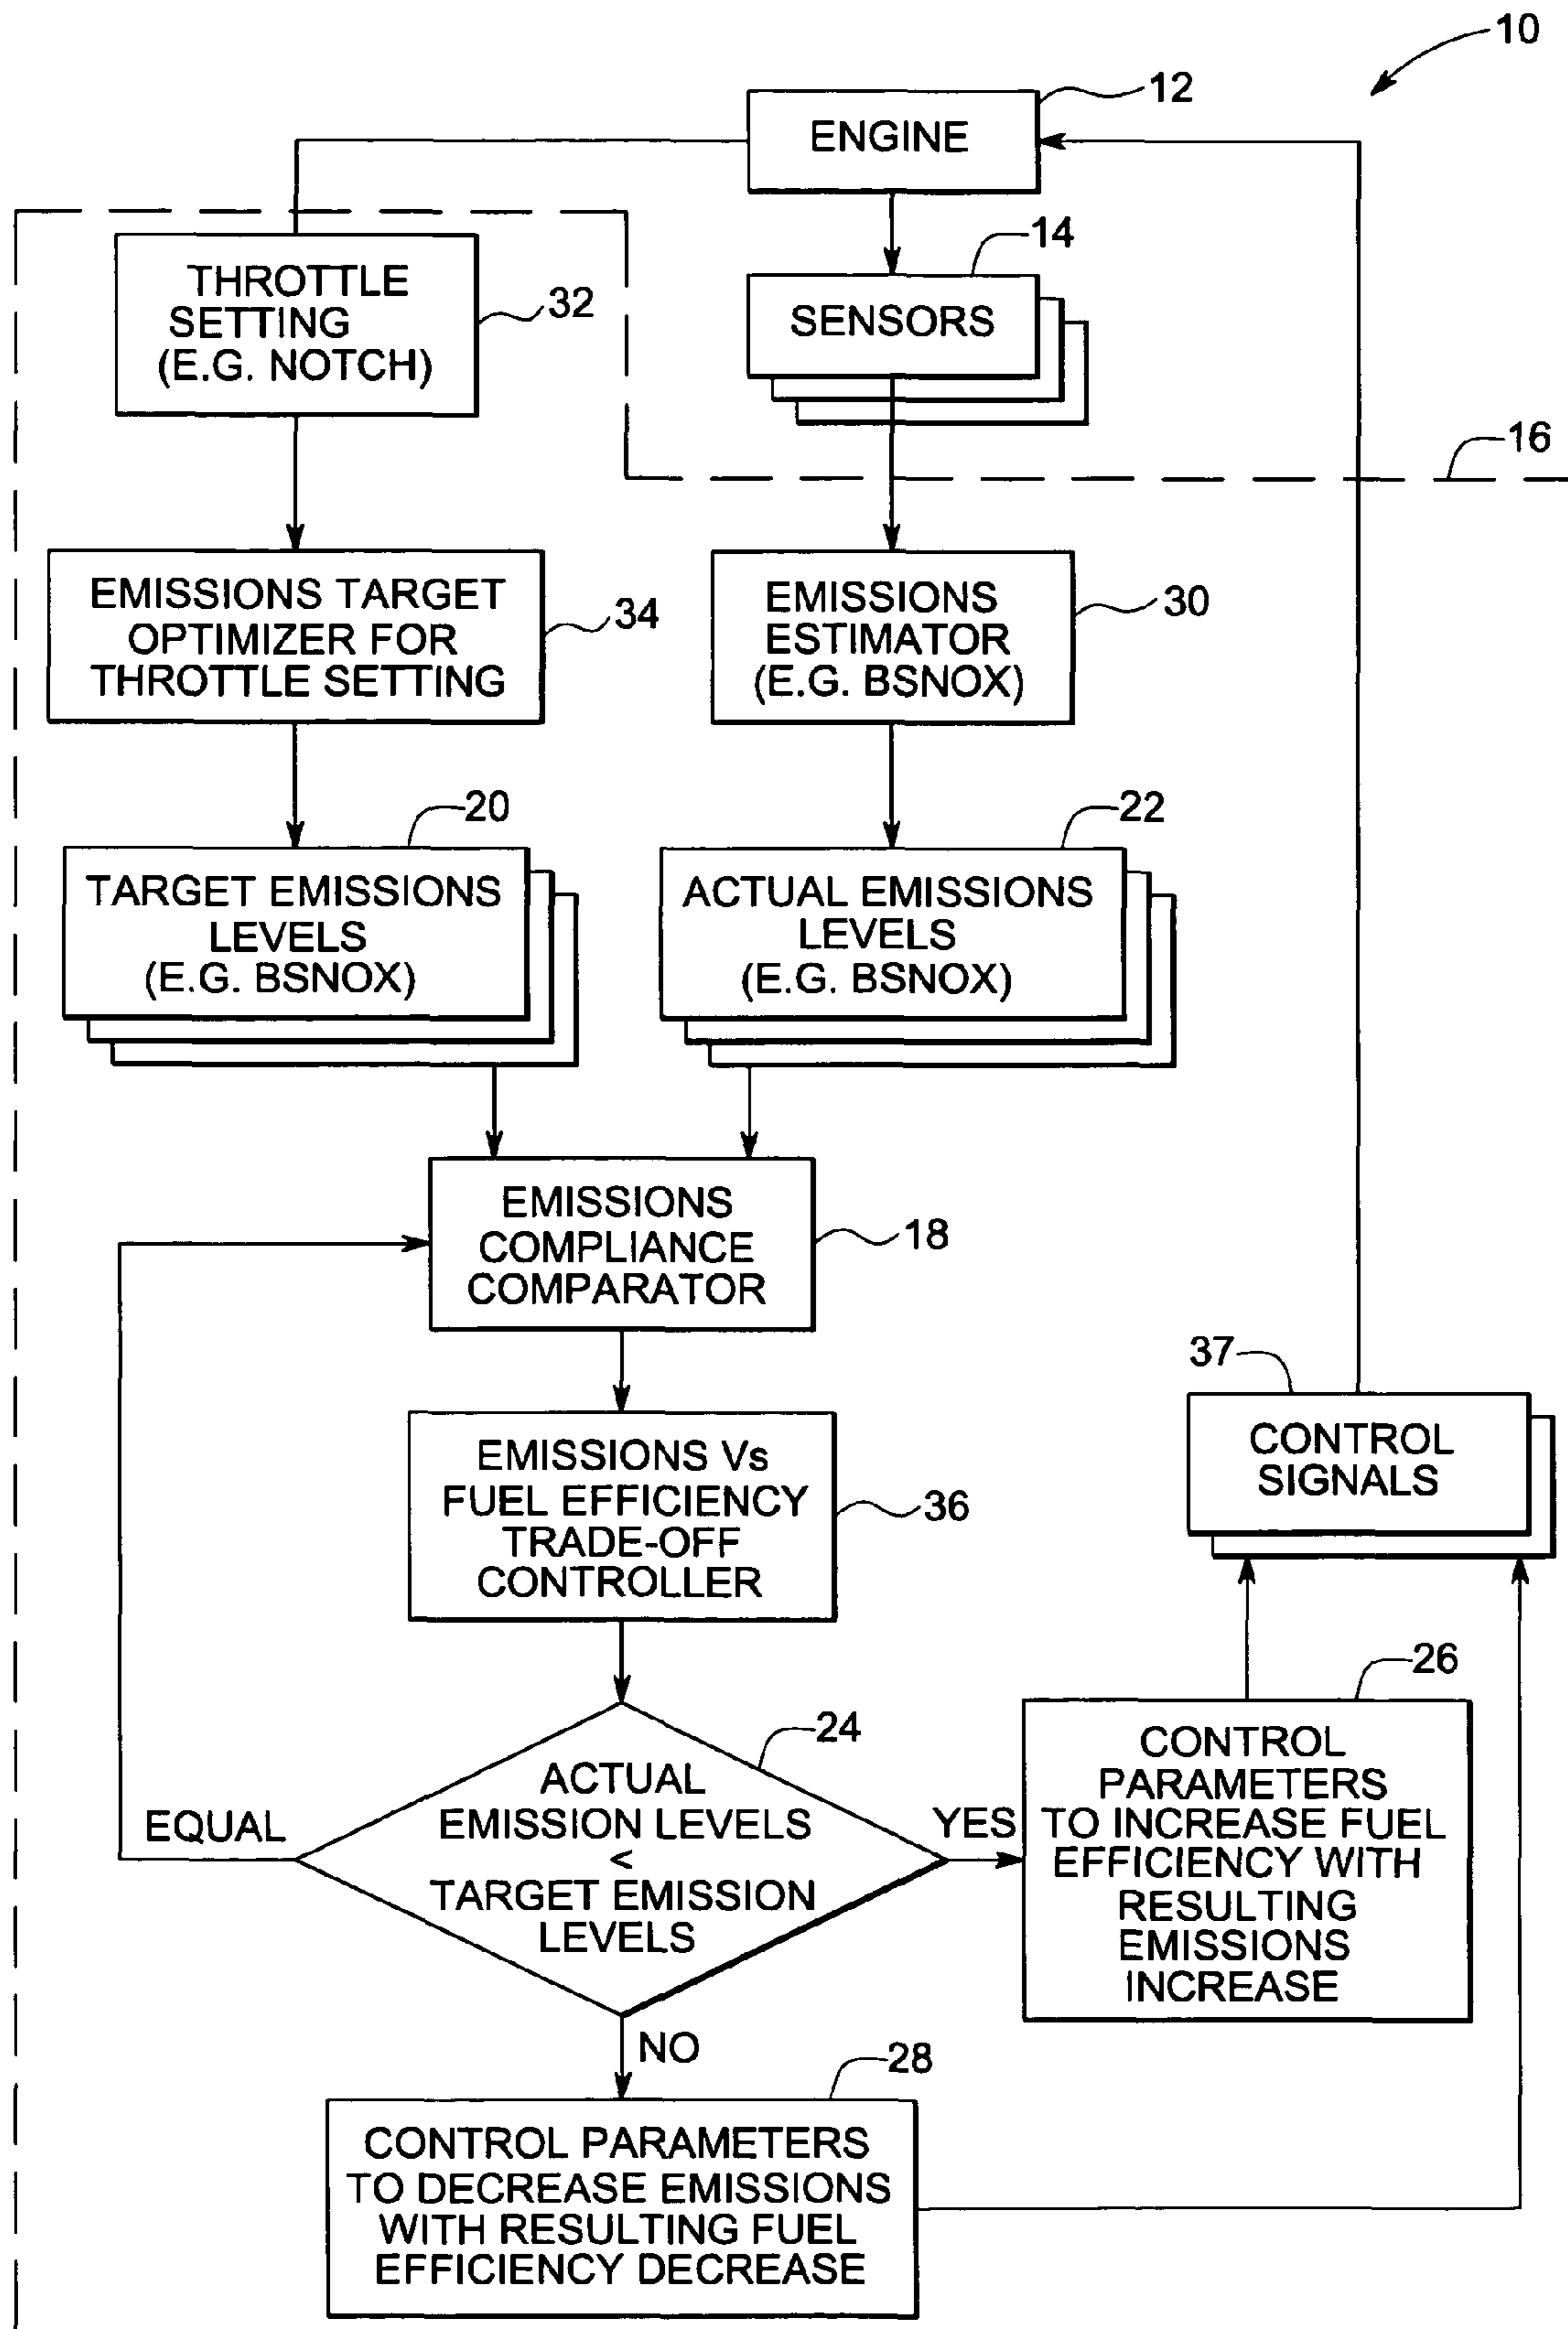 10
12
ENGINE
14
THROTTLE
SETTING
(E.G. NOTCH)
32
SENSORS
16
EMISSIONS TARGET
OPTIMIZER FOR
THROTTLE SETTING
34
EMISSIONS
ESTIMATOR
(E.G. BSNOX)
30
20
22
TARGET EMISSIONS
LEVELS
(E.G. BSNOX)
ACTUAL EMISSIONS
LEVELS
(E.G. BSNOX)
EMISSIONS
COMPLIANCE
COMPARATOR
18
37
CONTROL
SIGNALS
EMISSIONS Vs
FUEL EFFICIENCY
TRADE-OFF
CONTROLLER
36
26
24
ACTUAL
EMISSION LEVELS
<
TARGET EMISSION
LEVELS
EQUAL
YES
CONTROL
PARAMETERS
TO INCREASE FUEL
EFFICIENCY WITH
RESULTING
EMISSIONS
INCREASE
NO
28
CONTROL PARAMETERS
TO DECREASE EMISSIONS
WITH RESULTING FUEL
EFFICIENCY DECREASE